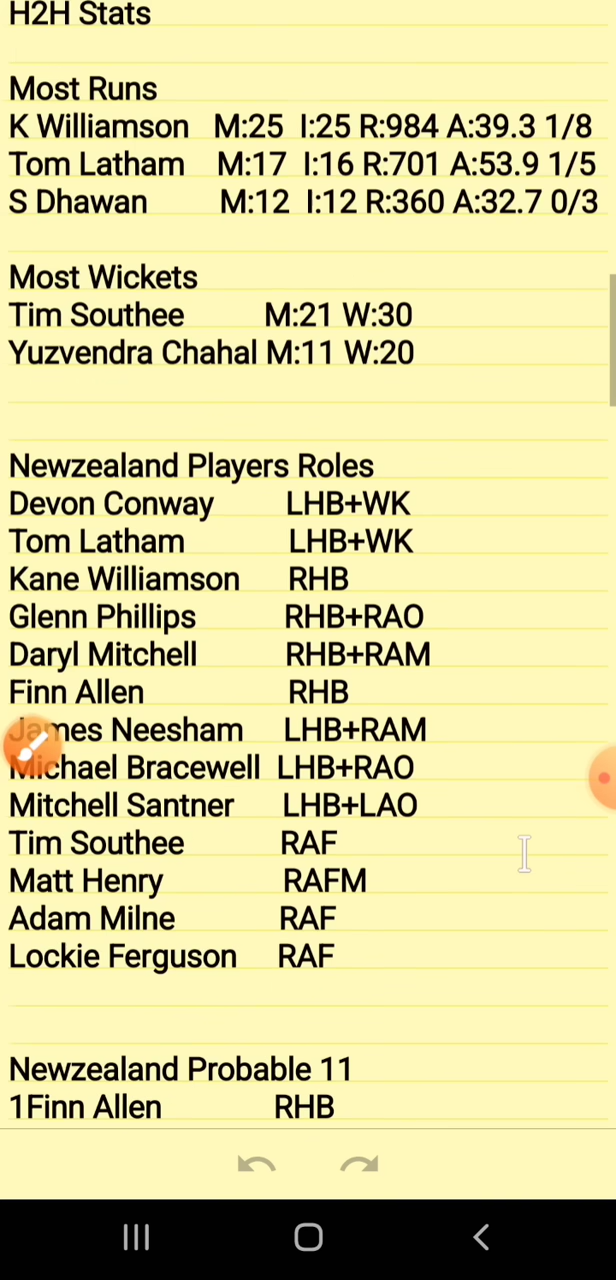 H2H Stats
Most Runs
K Williamson M:25 I:25 R:984 A:39.3 1/8
Tom Latham M:17 I:16 R:701 A:53.9 1/5
S Dhawan M:12 I:12 R:360 A:32.7 0/3
Most Wickets
Tim Southee M:21 W:30
Yuzvendra Chahal M:11 W:20
Newzealand Players Roles
Devon Conway LHB+WK
Tom Latham LHB+WK
Kane Williamson RHB
Glenn Phillips RHB+RAO
Daryl Mitchell RHB+RAM
Finn Allen RHB
James Neesham LHB+RAM
Michael Bracewell LHB+RAO
Mitchell Santner LHB+LAO
Tim Southee RAF
Matt Henry RAFM
Adam Milne RAF
Lockie Ferguson RAF
Newzealand Probable 11
1Finn Allen RHB